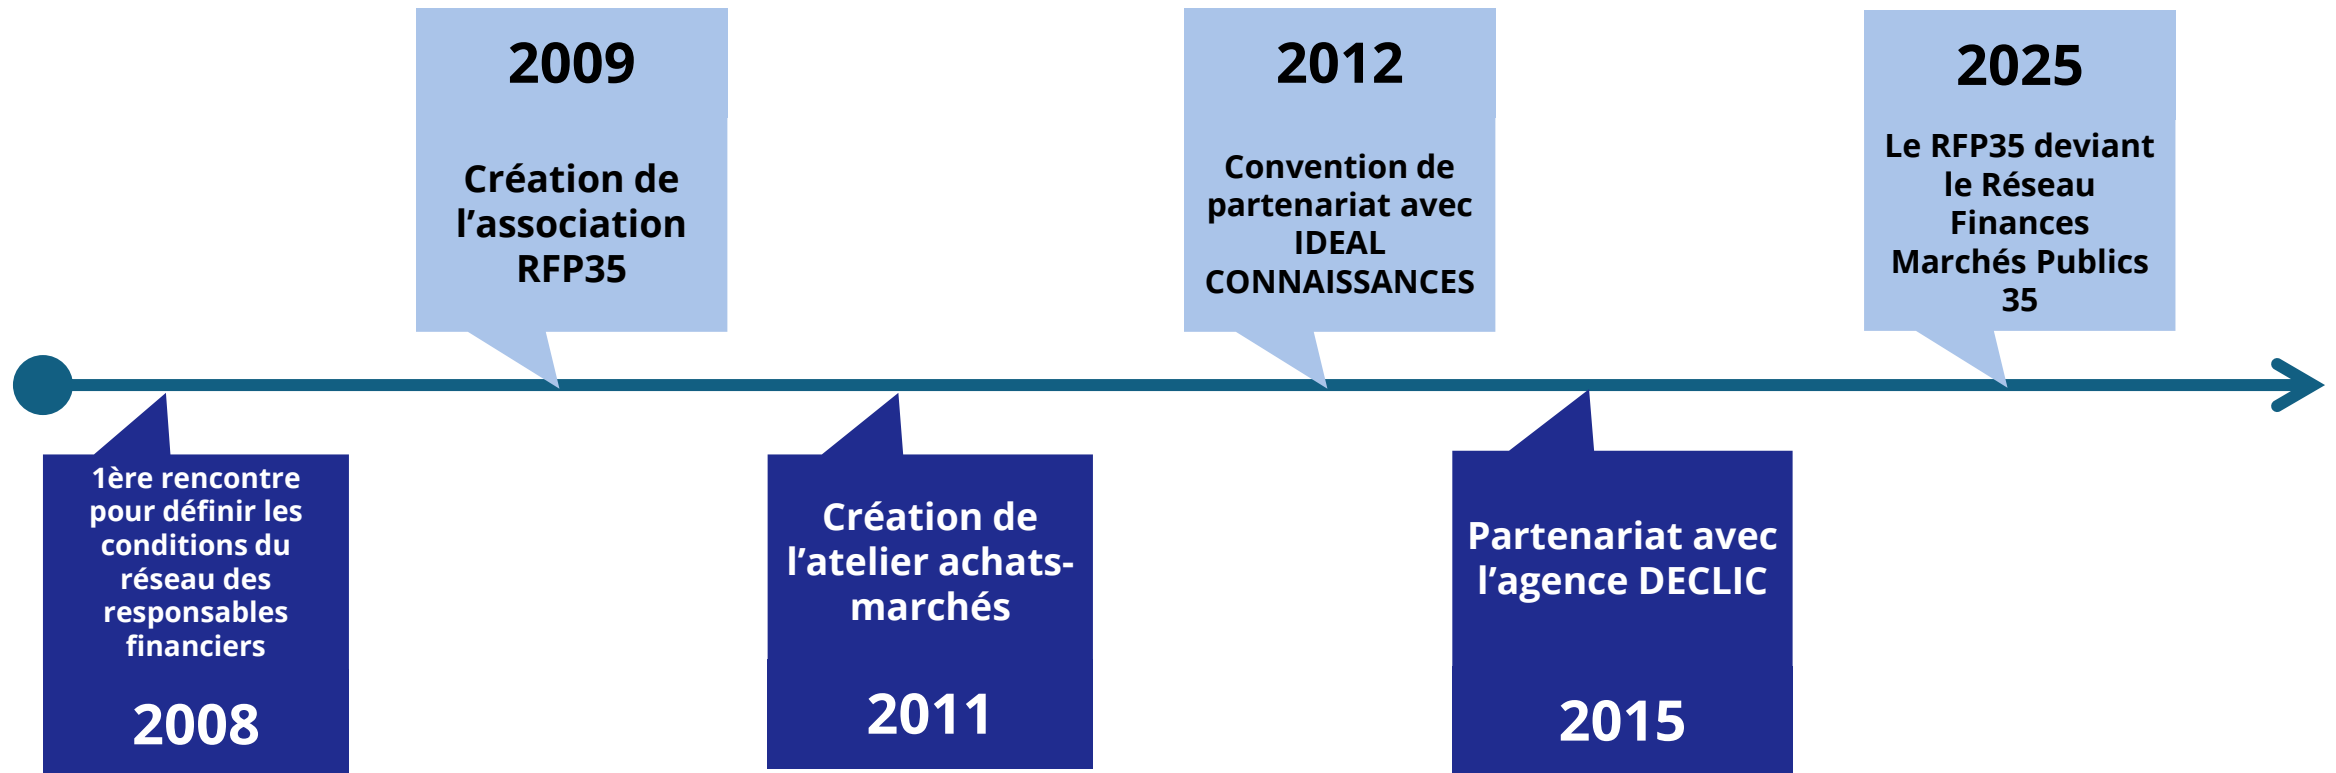 2009
Création de
l’association
RFP35
2012
Convention de
partenariat avec
IDEAL
CONNAISSANCES
2025
Le RFP35 deviant
le Réseau
Finances
Marchés Publics
35
1ère rencontre
pour définir les
conditions du
réseau des
responsables
financiers
2008
Création de
l’atelier achats-
marchés
2011
Partenariat avec
l’agence DECLIC
2015